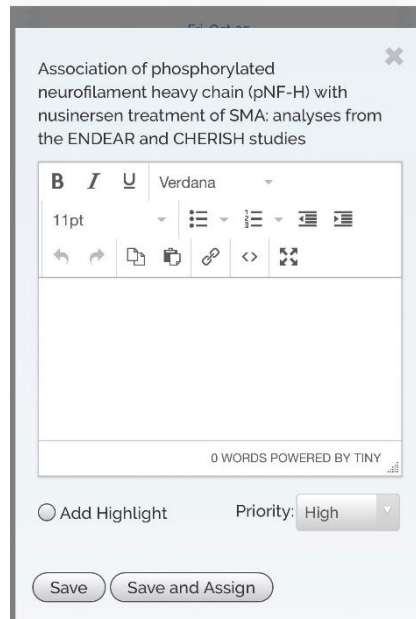 Association of phosphorylated
neurofilament heavy chain (pNF-H) with
nusinersen treatment of SMA: analyses from
the ENDEAR and CHERISH studies
B I U Verdana
11pt
0 WORDS POWERED BY TINY
Add Highlight Priority: High
Save Save and Assign